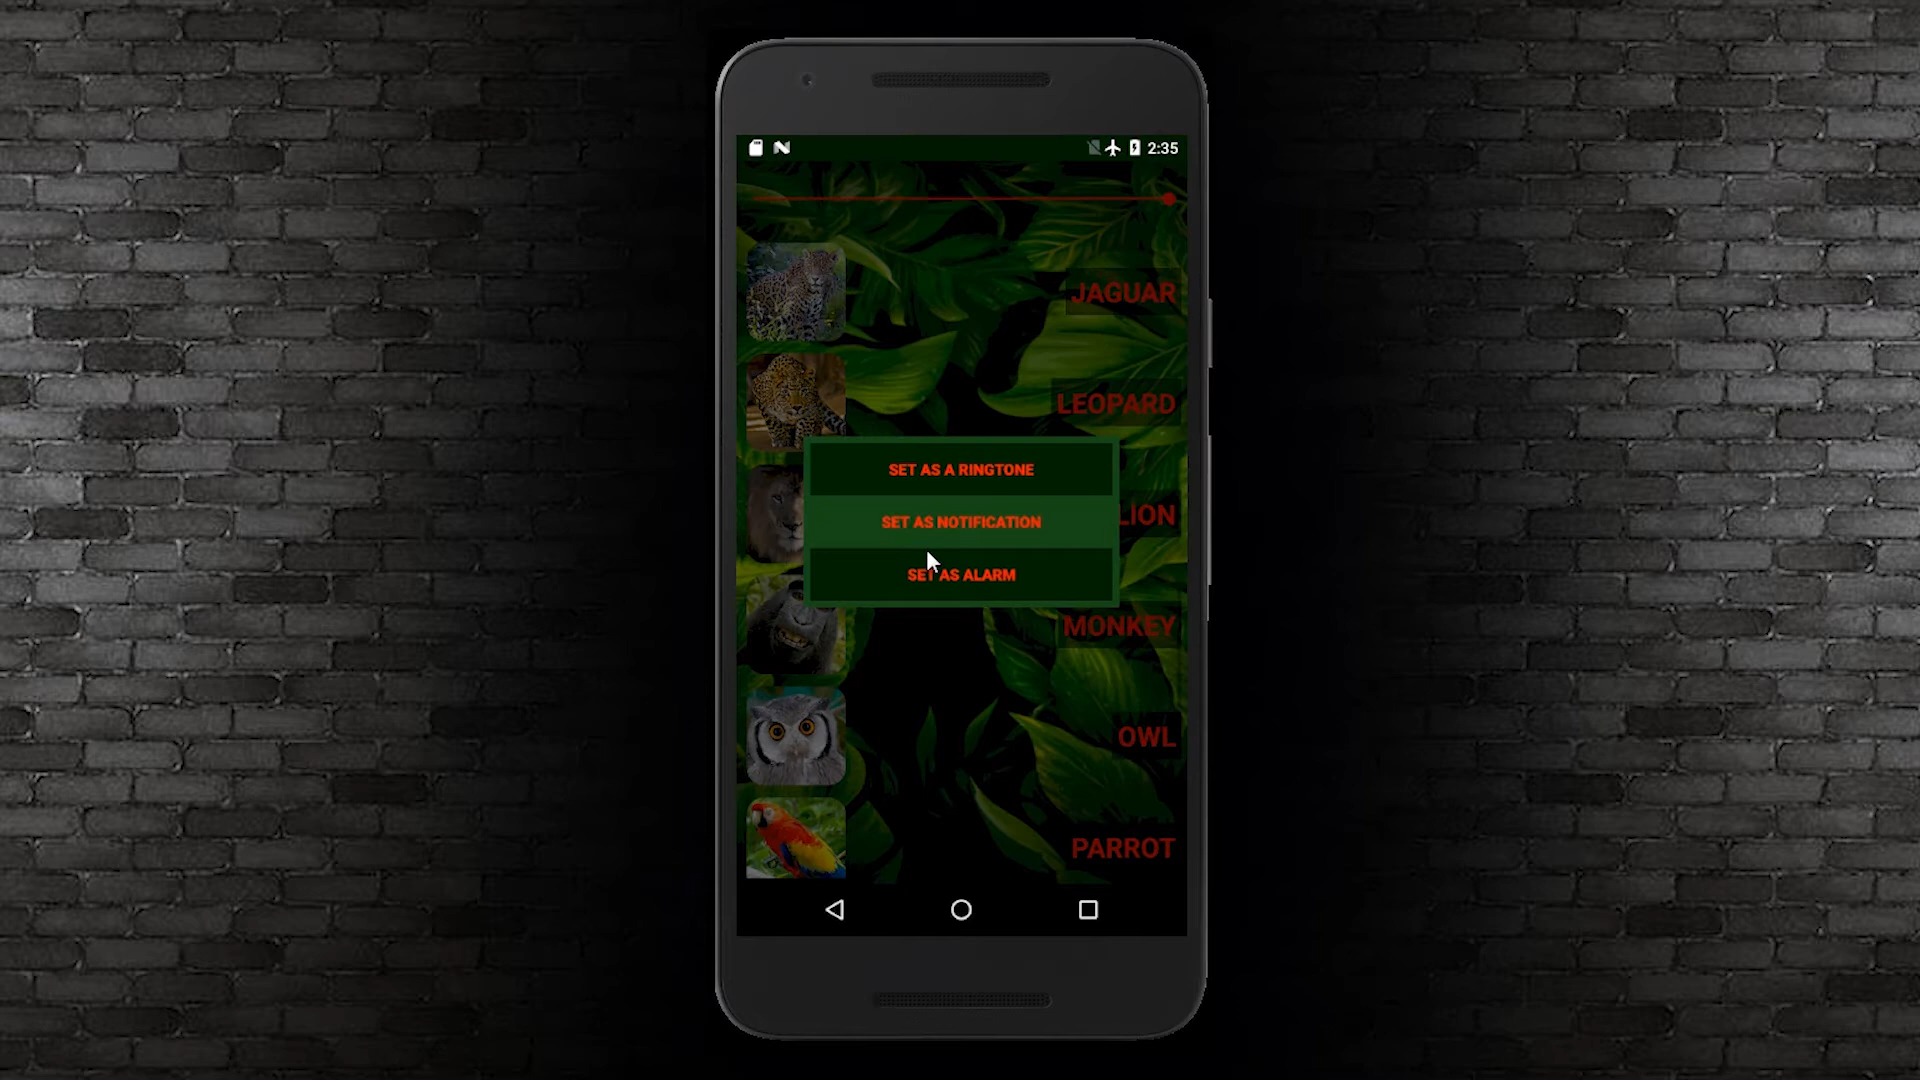 2:35
JAGUAR
LEOPARD
SET AS A RINGTONE
SET AS NOTIFICATION
LION
SET AS ALARM
MONKEY
OWL
PARROT